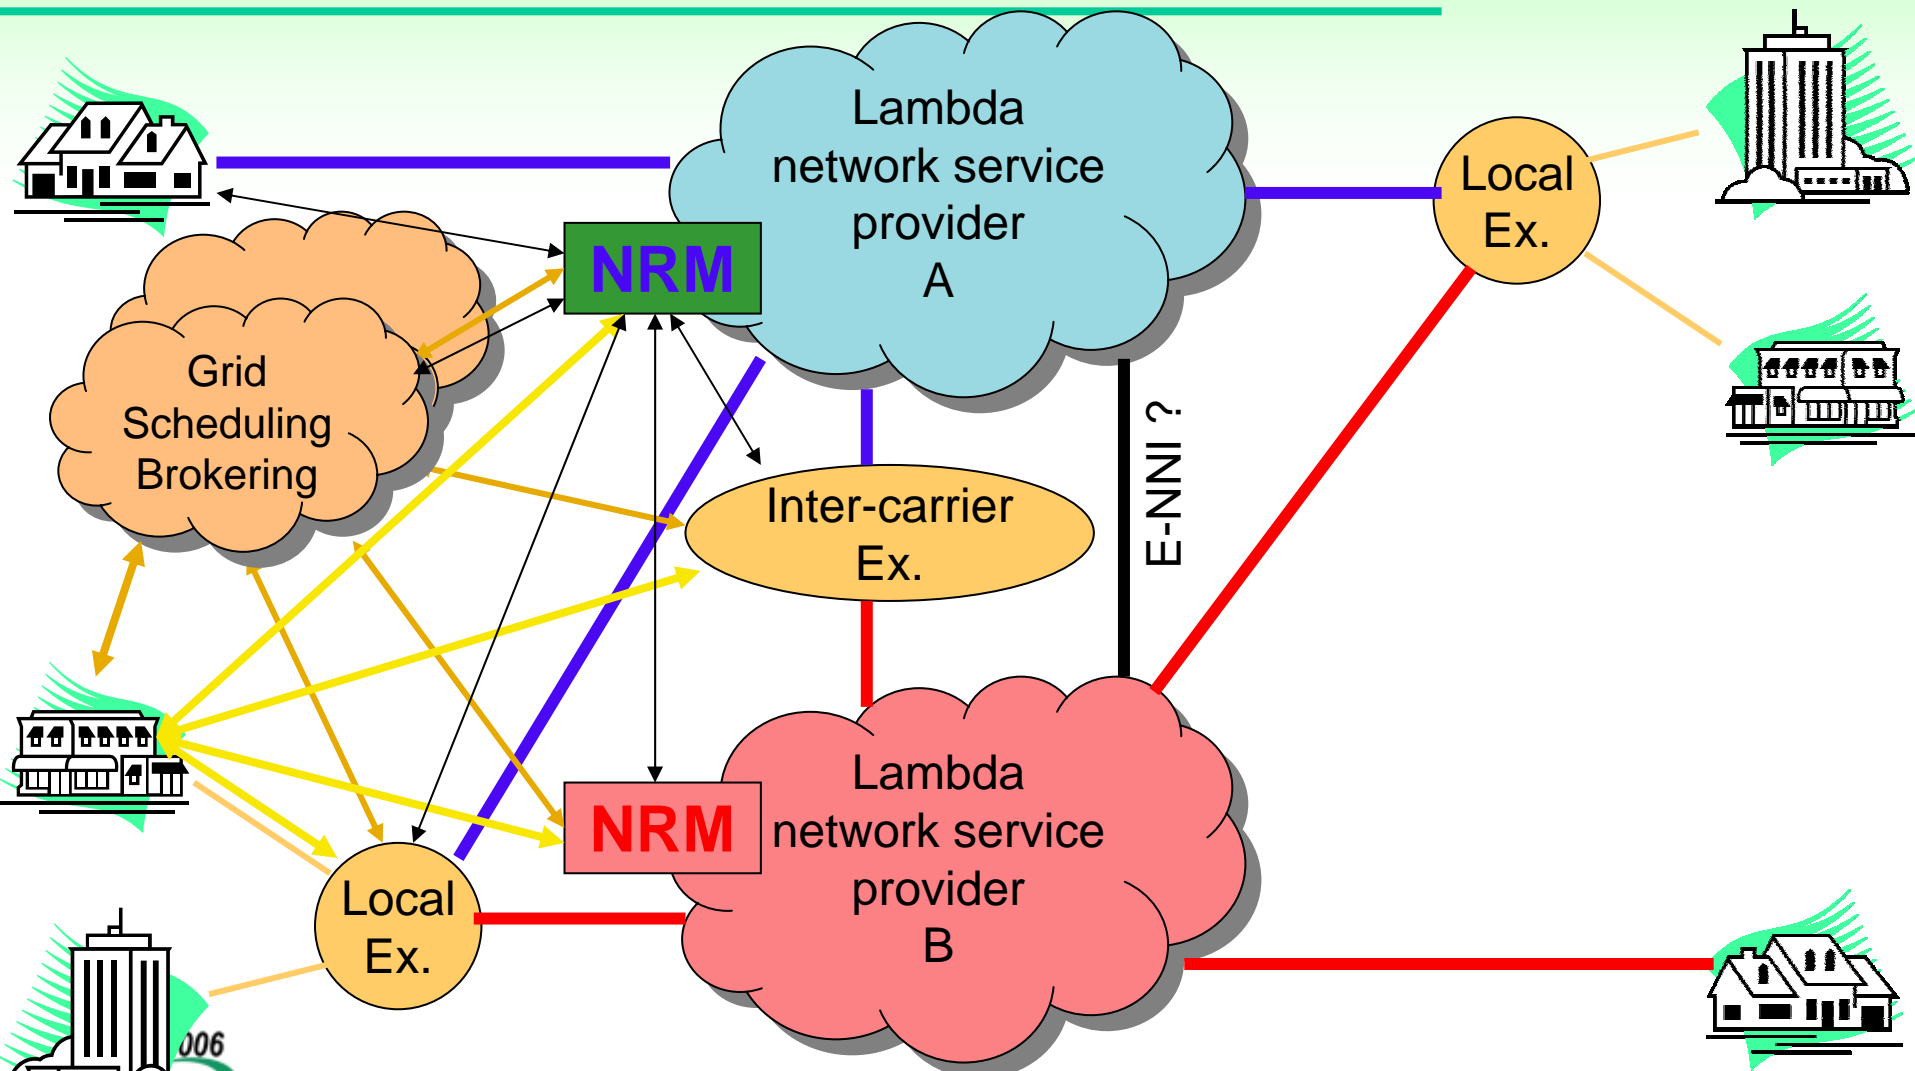 Lambda
network service
provider
A
NRM
Local
Ex.
Grid
Scheduling
Brokering
E-NNI ?
Inter-carrier
Ex.
Lambda
network service
provider
B
NRM
Local
Ex.
006